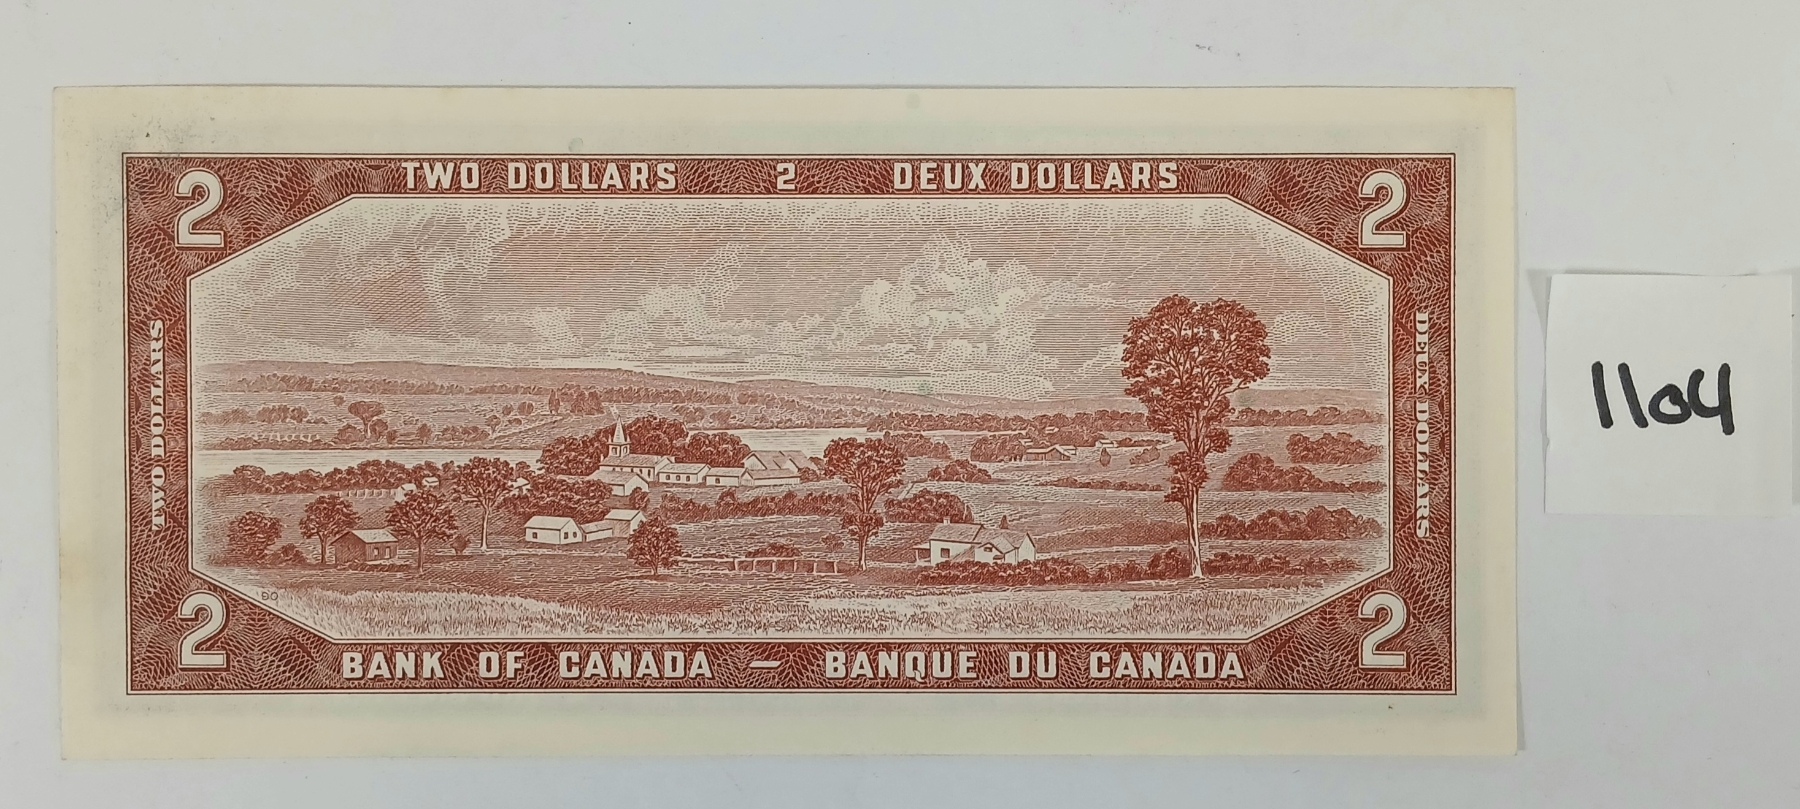 TWO DOLLARS 2 DEUX DOLLARS
2 2
TWO DOLLARS
DEUX DOLLARS
2 2
BANK OF CANADA — BANQUE DU CANADA
1104